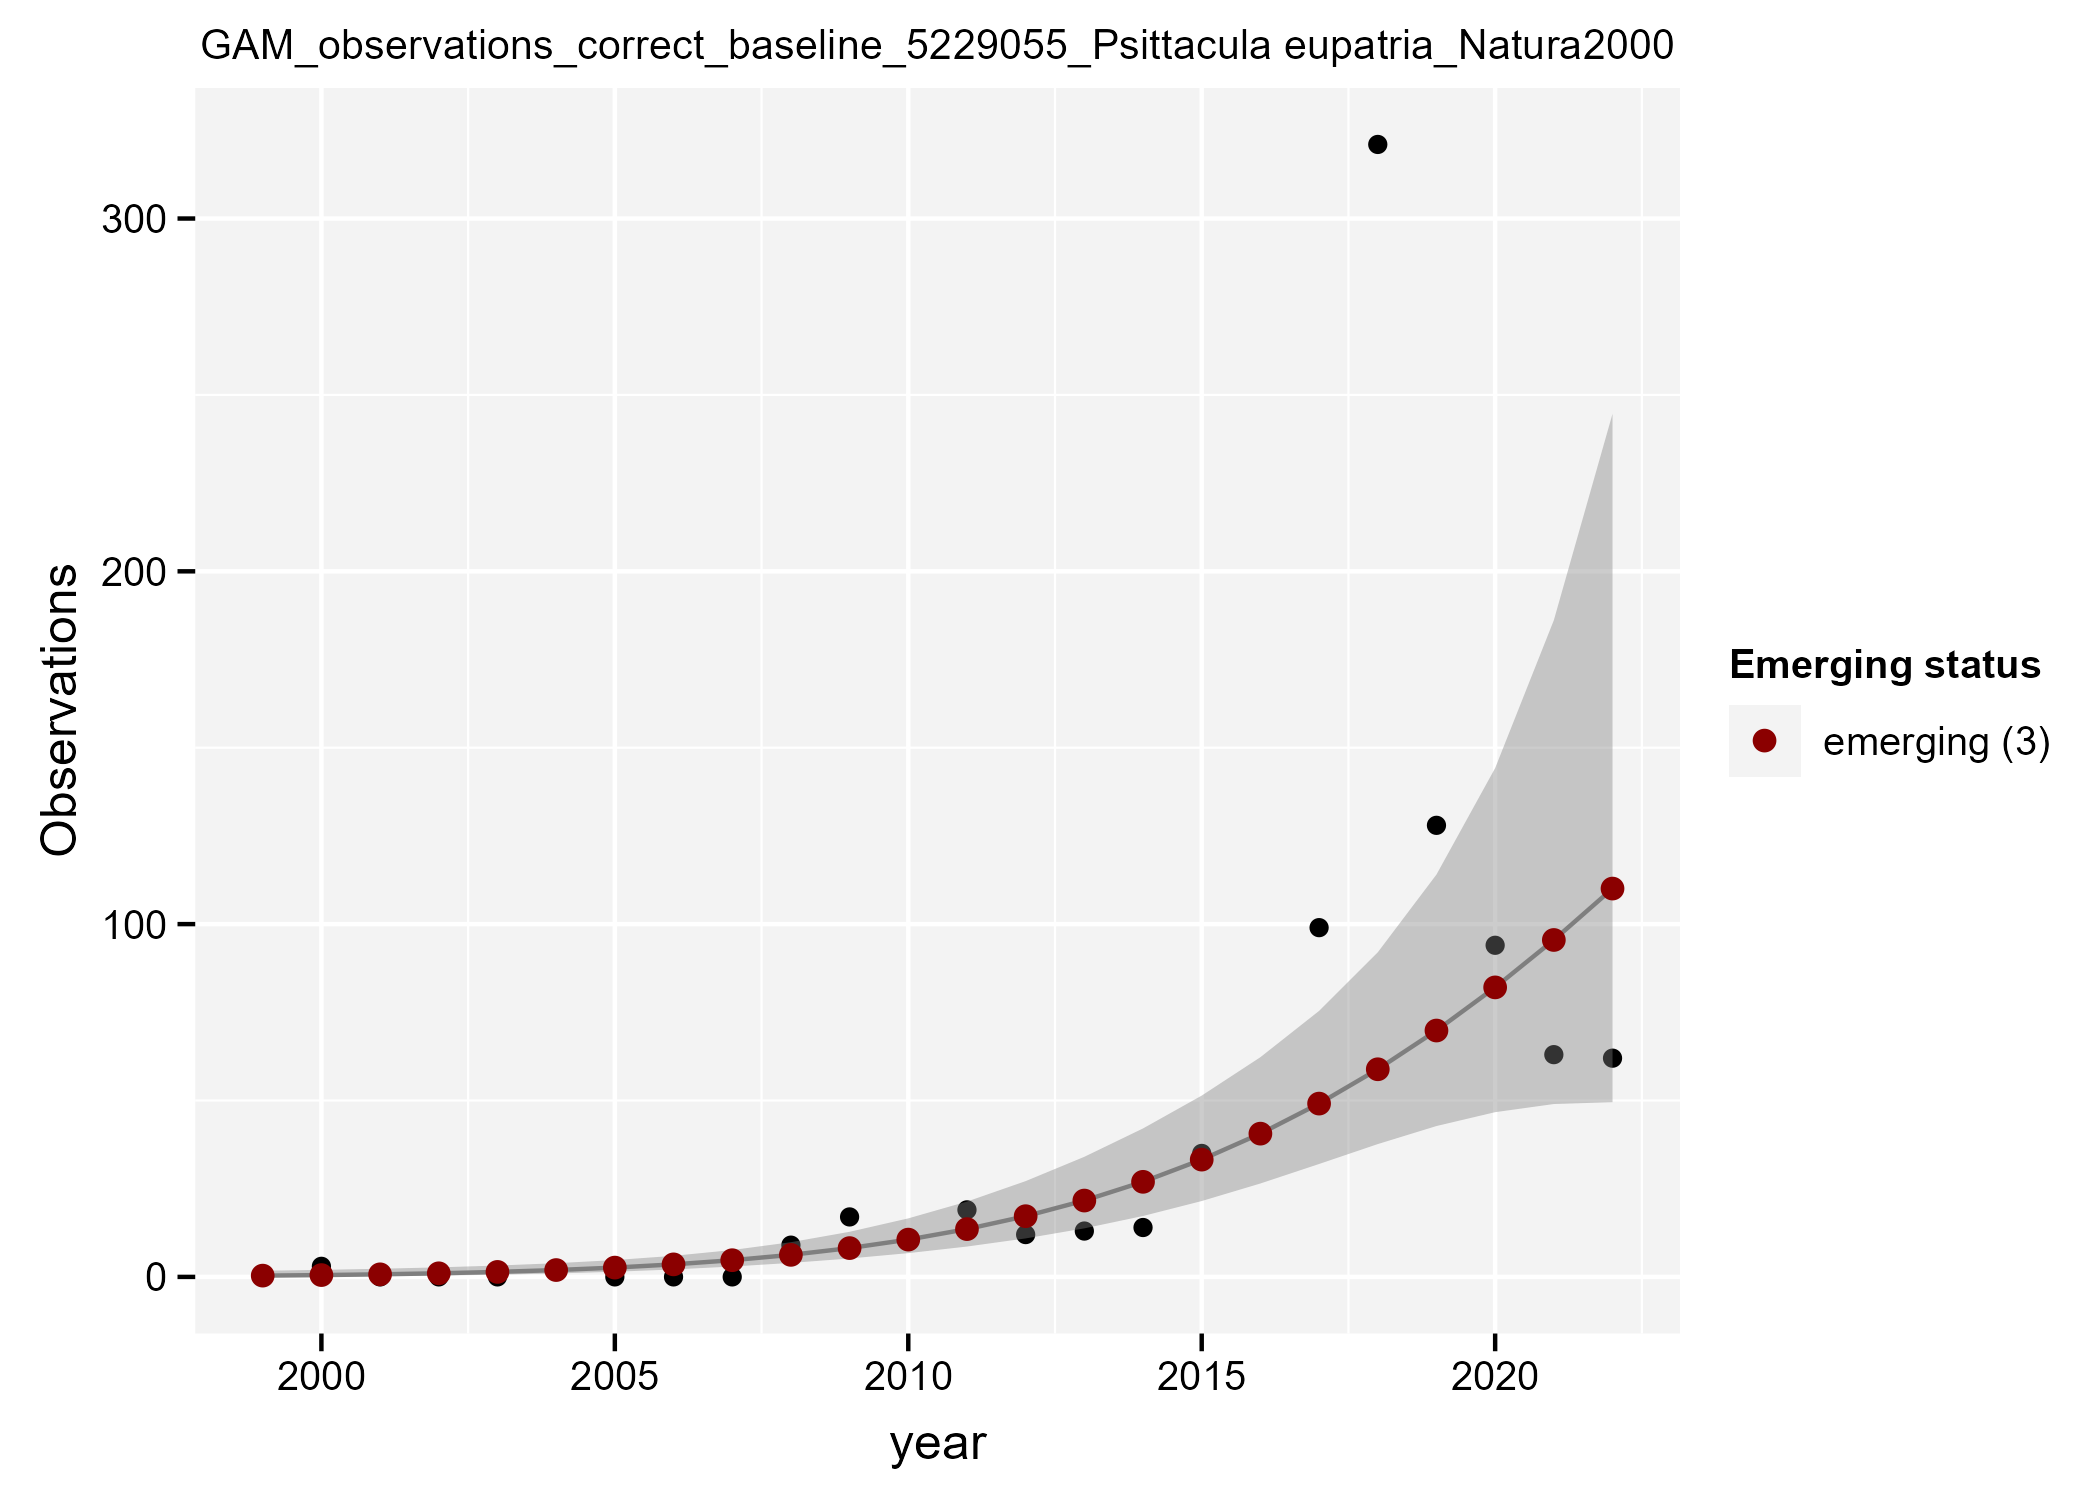 GAM_observations_correct_baseline_5229055_Psittacula eupatria_Natura2000
300
200
100
0
Observations
2000 2005 2010 2015 2020
year
Emerging status
emerging (3)